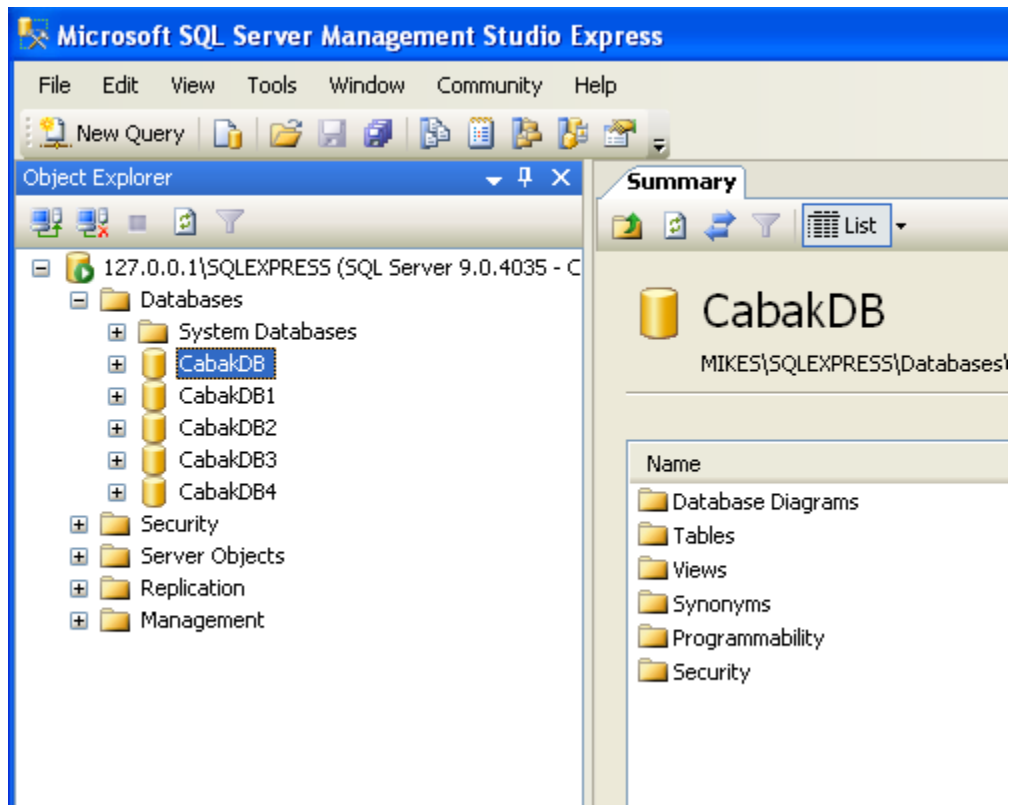 Microsoft SQL Server Management Studio Express
File Edit View Tools Window Community Help
New Query
Object Explorer
127.0.0.1\SQLEXPRESS (SQL Server 9.0.4035 - C
Databases
System Databases
CabakDB
CabakDB1
CabakDB2
CabakDB3
CabakDB4
Security
Server Objects
Replication
Management
Summary
List
CabakDB
MIKES\SQLEXPRESS\Databases\
Name
Database Diagrams
Tables
Views
Synonyms
Programmability
Security